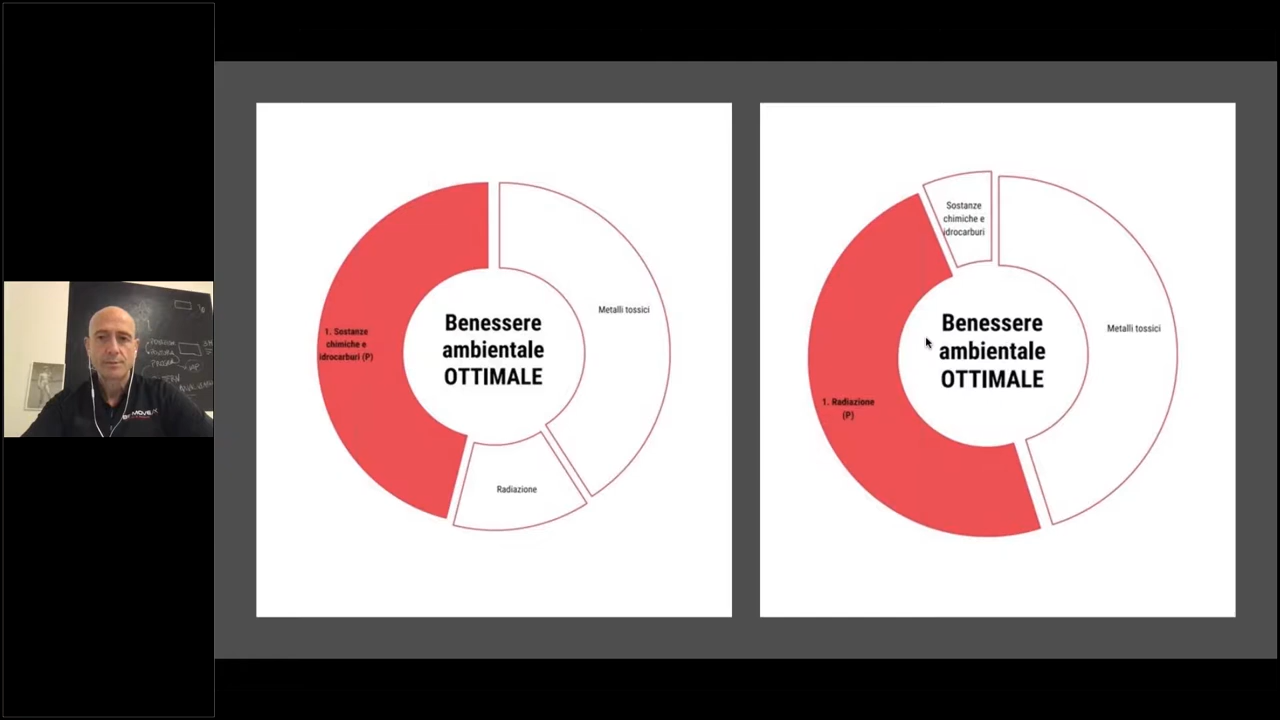 Metalli tossici
1. Sostanze
chimiche e
idrocarburi (P)
Benessere
ambientale
OTTIMALE
Radiazione
Sostanze
chimiche e
idrocarburi
Metalli tossici
Benessere
ambientale
OTTIMALE
1. Radiazione
(P)